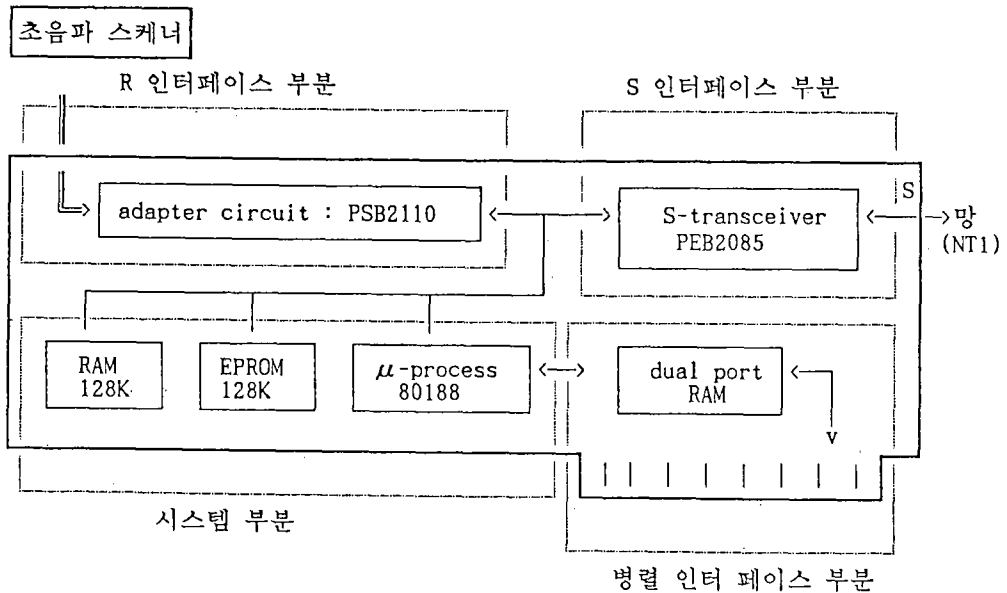 초음파 스케너
R 인터페이스 부분
S 인터페이스 부분
adapter circuit : PSB2110
S-transceiver
PEB2085
S
망
(NT1)
RAM
128K
EPROM
128K
μ-process
80188
dual port
RAM
v
시스템 부분
병렬 인터 페이스 부분